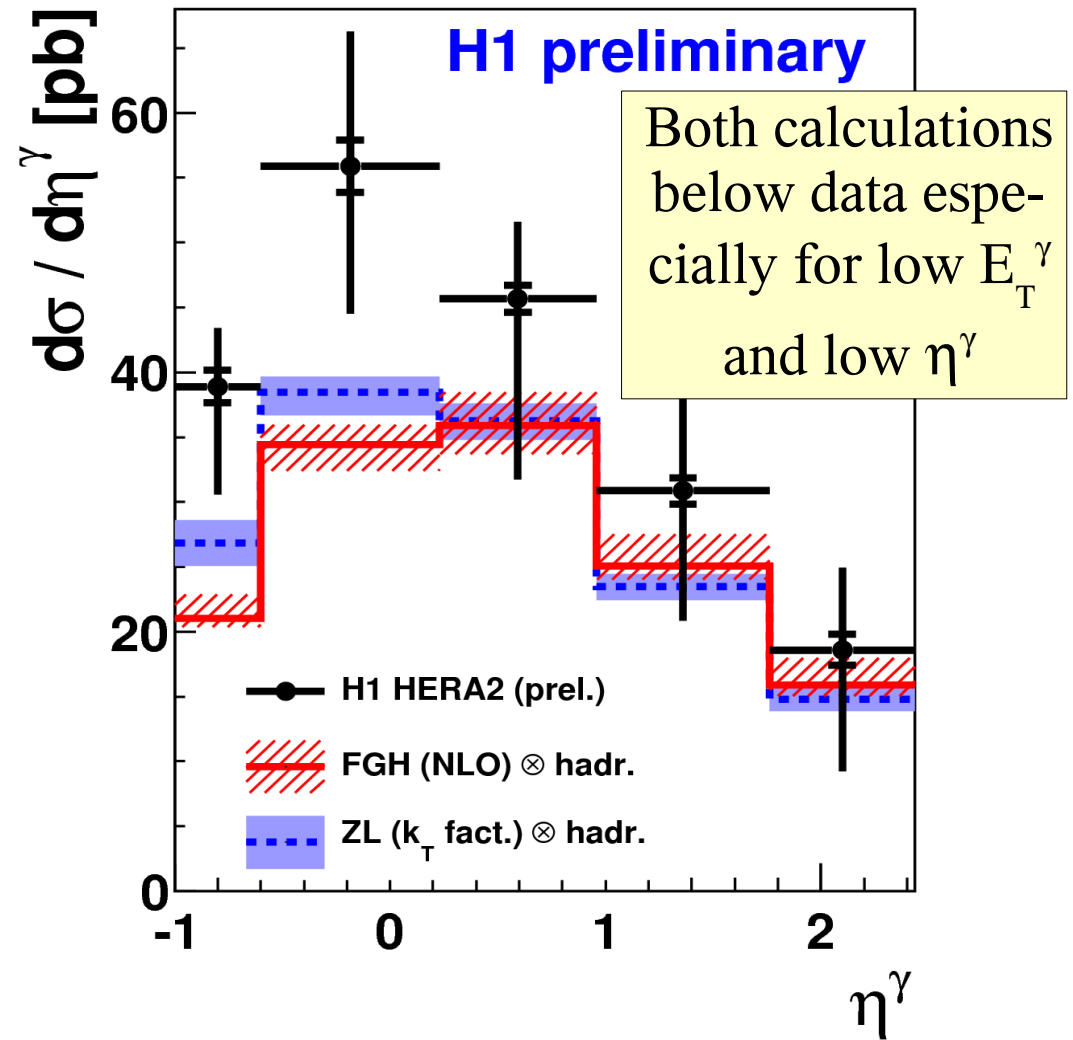 dσ / dη^γ [pb]
H1 preliminary
Both calculations
below data espe-
cially for low E_T^γ
and low η^γ
60
40
20
0
H1 HERA2 (prel.)
FGH (NLO) ⊗ hadr.
ZL (k_T fact.) ⊗ hadr.
-1 0 1 2
η^γ